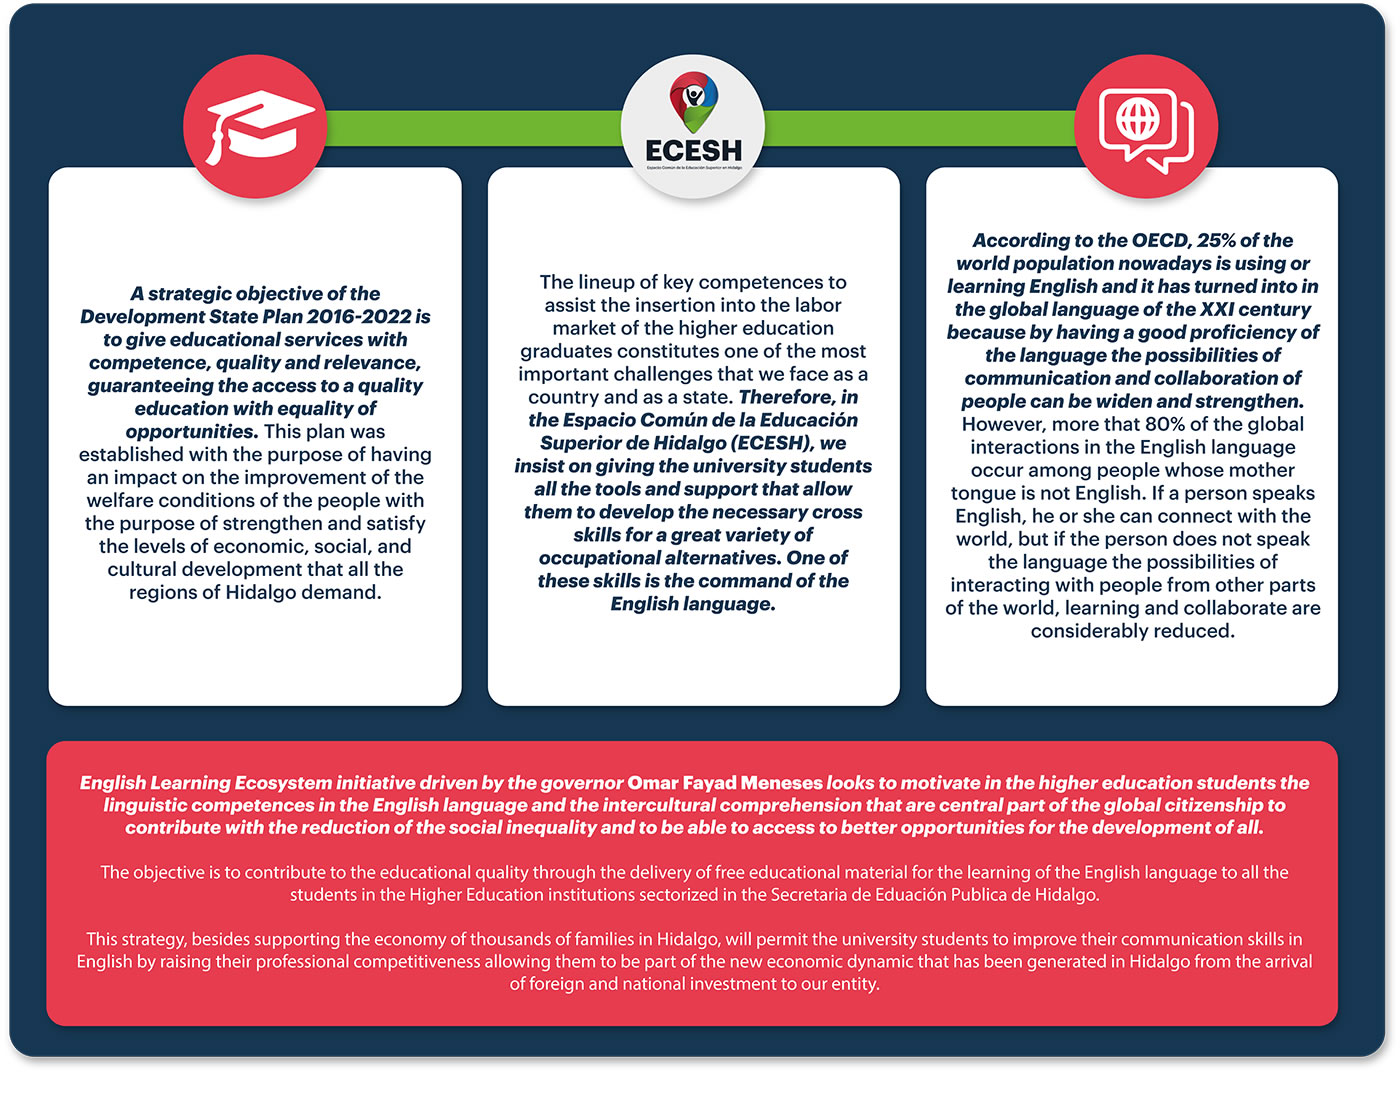 ECESH
Espacio Común de la Educación Superior en Hidalgo
A strategic objective of the
Development State Plan 2016-2022 is
to give educational services with
competence, quality and relevance,
guaranteeing the access to a quality
education with equality of
opportunities. This plan was
established with the purpose of having
an impact on the improvement of the
welfare conditions of the people with
the purpose of strengthen and satisfy
the levels of economic, social, and
cultural development that all the
regions of Hidalgo demand.
The lineup of key competences to
assist the insertion into the labor
market of the higher education
graduates constitutes one of the most
important challenges that we face as a
country and as a state. Therefore, in
the Espacio Común de la Educación
Superior de Hidalgo (ECESH), we
insist on giving the university students
all the tools and support that allow
them to develop the necessary cross
skills for a great variety of
occupational alternatives. One of
these skills is the command of the
English language.
According to the OECD, 25% of the
world population nowadays is using or
learning English and it has turned into in
the global language of the XXI century
because by having a good proficiency of
the language the possibilities of
communication and collaboration of
people can be widen and strengthen.
However, more that 80% of the global
interactions in the English language
occur among people whose mother
tongue is not English. If a person speaks
English, he or she can connect with the
world, but if the person does not speak
the language the possibilities of
interacting with people from other parts
of the world, learning and collaborate are
considerably reduced.
English Learning Ecosystem initiative driven by the governor Omar Fayad Meneses looks to motivate in the higher education students the
linguistic competences in the English language and the intercultural comprehension that are central part of the global citizenship to
contribute with the reduction of the social inequality and to be able to access to better opportunities for the development of all.
The objective is to contribute to the educational quality through the delivery of free educational material for the learning of the English language to all the
students in the Higher Education institutions sectorized in the Secretaria de Eduación Publica de Hidalgo.
This strategy, besides supporting the economy of thousands of families in Hidalgo, will permit the university students to improve their communication skills in
English by raising their professional competitiveness allowing them to be part of the new economic dynamic that has been generated in Hidalgo from the arrival
of foreign and national investment to our entity.